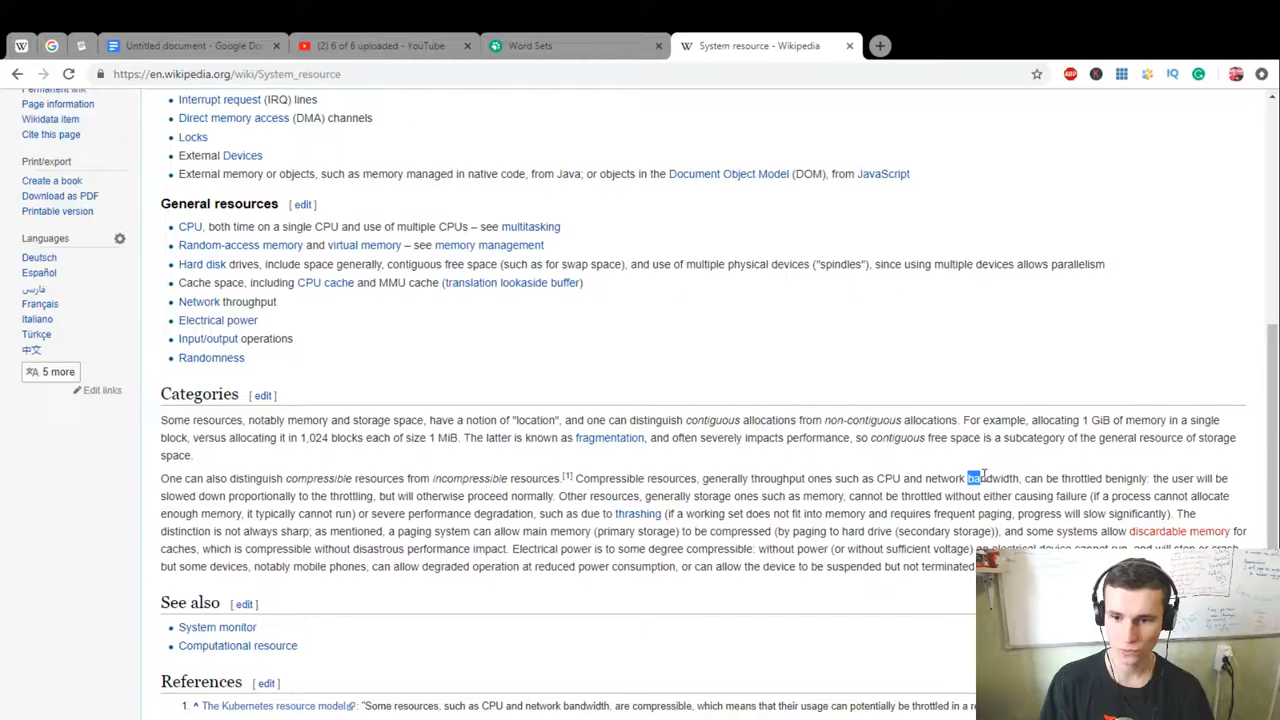 Untitled document - Google Do
(2) 6 of 6 uploaded - YouTube
Word Sets
System resource - Wikipedia
https://en.wikipedia.org/wiki/System_resource
Permanent link
Page information
Wikidata item
Cite this page
Print/export
Create a book
Download as PDF
Printable version
Languages
Deutsch
Español
فارسی
Français
Italiano
Türkçe
中文
5 more
Edit links
Interrupt request (IRQ) lines
Direct memory access (DMA) channels
Locks
External Devices
External memory or objects, such as memory managed in native code, from Java; or objects in the Document Object Model (DOM), from JavaScript
General resources [ edit ]
CPU, both time on a single CPU and use of multiple CPUs – see multitasking
Random-access memory and virtual memory – see memory management
Hard disk drives, include space generally, contiguous free space (such as for swap space), and use of multiple physical devices ("spindles"), since using multiple devices allows parallelism
Cache space, including CPU cache and MMU cache (translation lookaside buffer)
Network throughput
Electrical power
Input/output operations
Randomness
Categories [ edit ]
Some resources, notably memory and storage space, have a notion of "location", and one can distinguish contiguous allocations from non-contiguous allocations. For example, allocating 1 GiB of memory in a single
block, versus allocating it in 1,024 blocks each of size 1 MiB. The latter is known as fragmentation, and often severely impacts performance, so contiguous free space is a subcategory of the general resource of storage
space.
One can also distinguish compressible resources from incompressible resources.[1] Compressible resources, generally throughput ones such as CPU and network bandwidth, can be throttled benignly: the user will be
slowed down proportionally to the throttling, but will otherwise proceed normally. Other resources, generally storage ones such as memory, cannot be throttled without either causing failure (if a process cannot allocate
enough memory, it typically cannot run) or severe performance degradation, such as due to thrashing (if a working set does not fit into memory and requires frequent paging, progress will slow significantly). The
distinction is not always sharp; as mentioned, a paging system can allow main memory (primary storage) to be compressed (by paging to hard drive (secondary storage)), and some systems allow discardable memory for
caches, which is compressible without disastrous performance impact. Electrical power is to some degree compressible: without power (or without sufficient voltage) an electrical device cannot run, and will stop or crash,
but some devices, notably mobile phones, can allow degraded operation at reduced power consumption, or can allow the device to be suspended but not terminated
See also [ edit ]
System monitor
Computational resource
References [ edit ]
1. ^ The Kubernetes resource model: "Some resources, such as CPU and network bandwidth, are compressible, which means that their usage can potentially be throttled in a
ABP
IQ